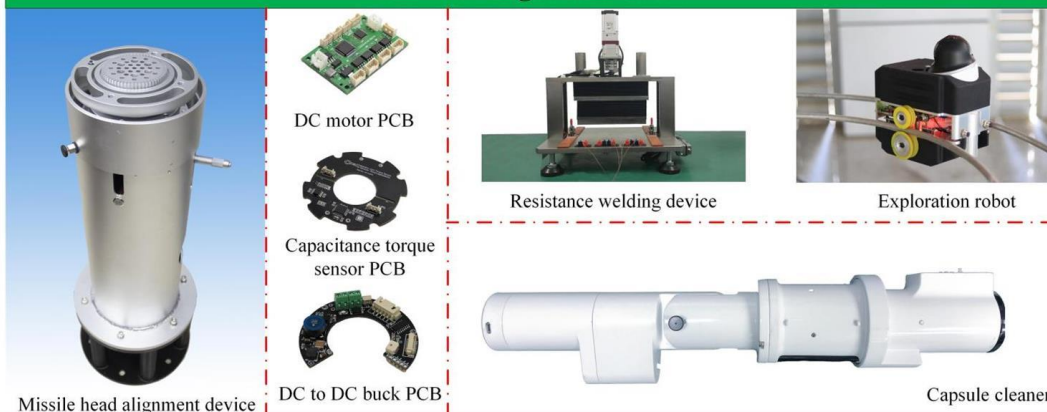 DC motor PCB
Capacitance torque
sensor PCB
DC to DC buck PCB
Missile head alignment device
Resistance welding device
Exploration robot
Capsule cleaner